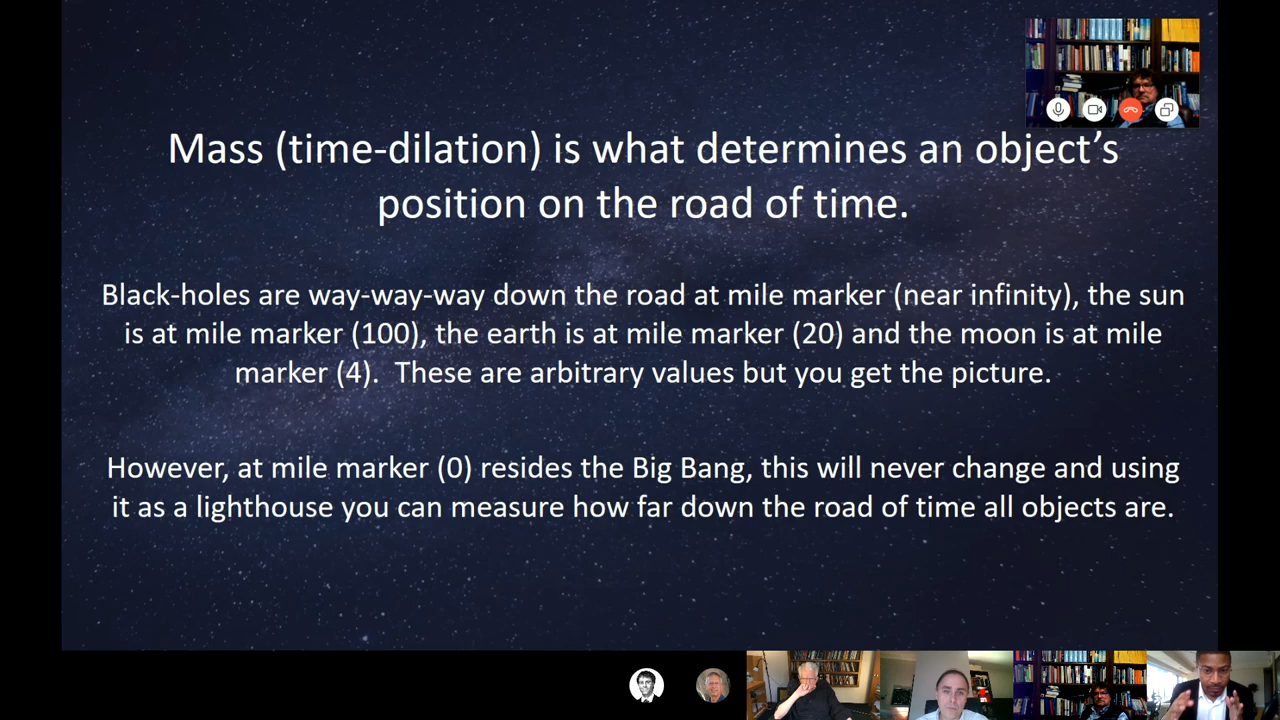 Mass (time-dilation) is what determines an object’s
position on the road of time.
Black-holes are way-way-way down the road at mile marker (near infinity), the sun
is at mile marker (100), the earth is at mile marker (20) and the moon is at mile
marker (4).  These are arbitrary values but you get the picture.
However, at mile marker (0) resides the Big Bang, this will never change and using
it as a lighthouse you can measure how far down the road of time all objects are.